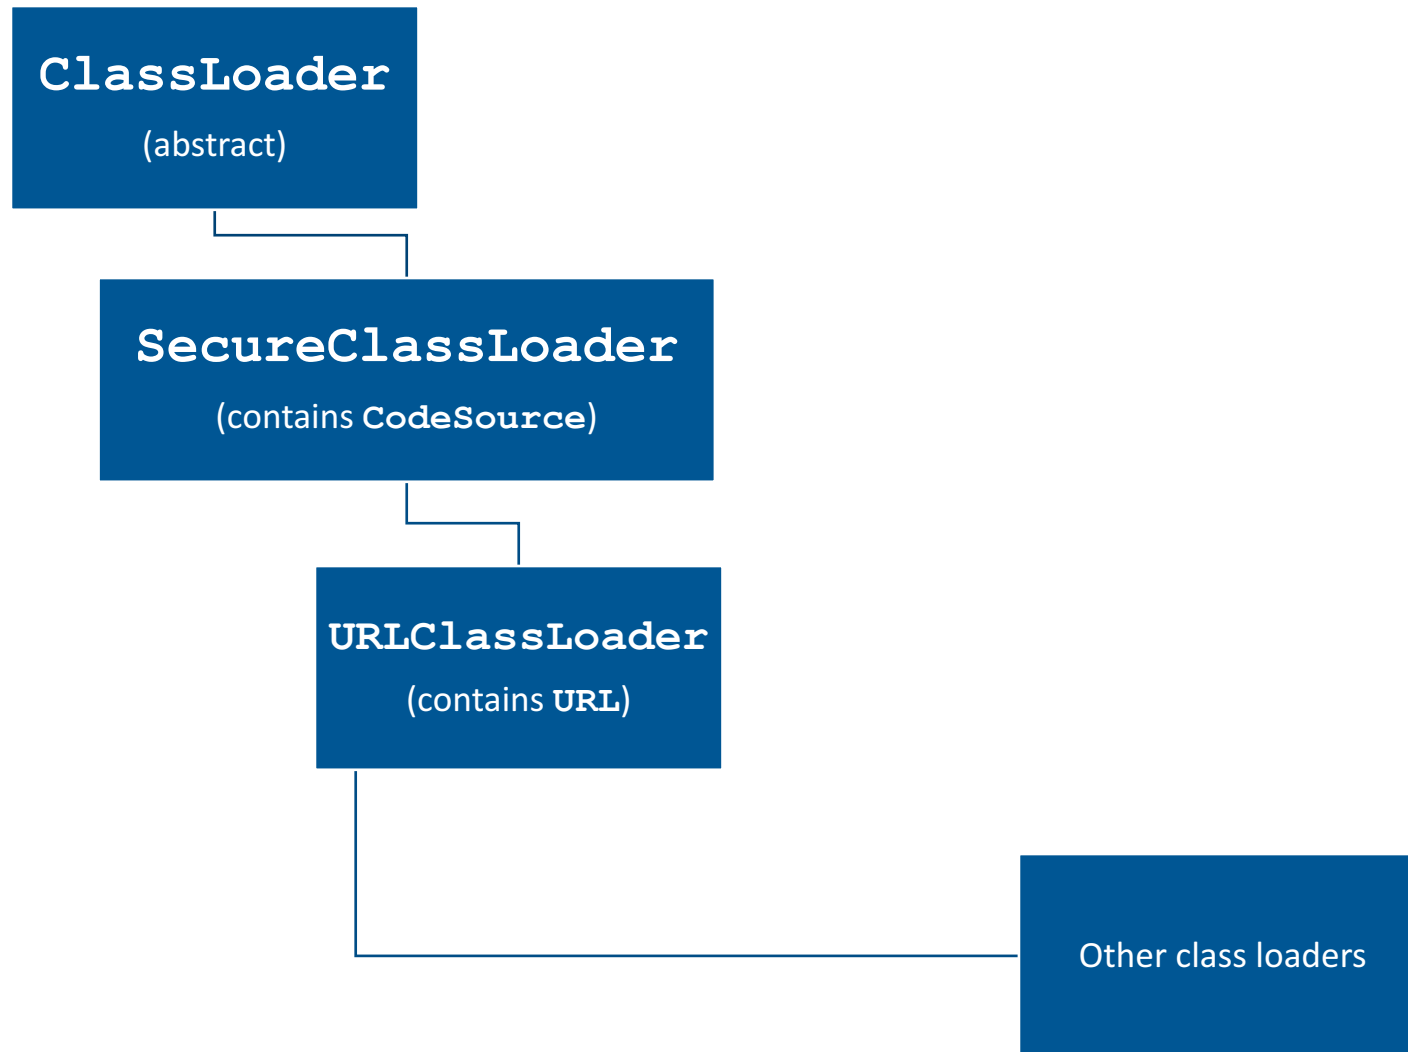 ClassLoader
(abstract)
SecureClassLoader
(contains CodeSource)
URLClassLoader
(contains URL)
Other class loaders